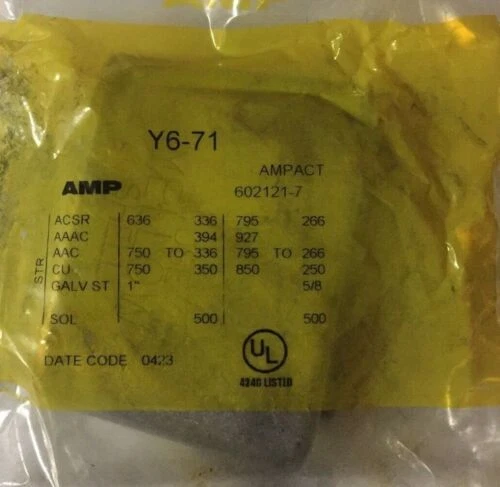 Y6-71
AMPACT
AMP 602121-7
STR
ACSR 636 336 795 266
AAAC 394 927
AAC 750 TO 336 795 TO 266
CU 750 350 850 250
GALV ST 1" 5/8
SOL 500 500
DATE CODE 0423
UL
434G LISTED